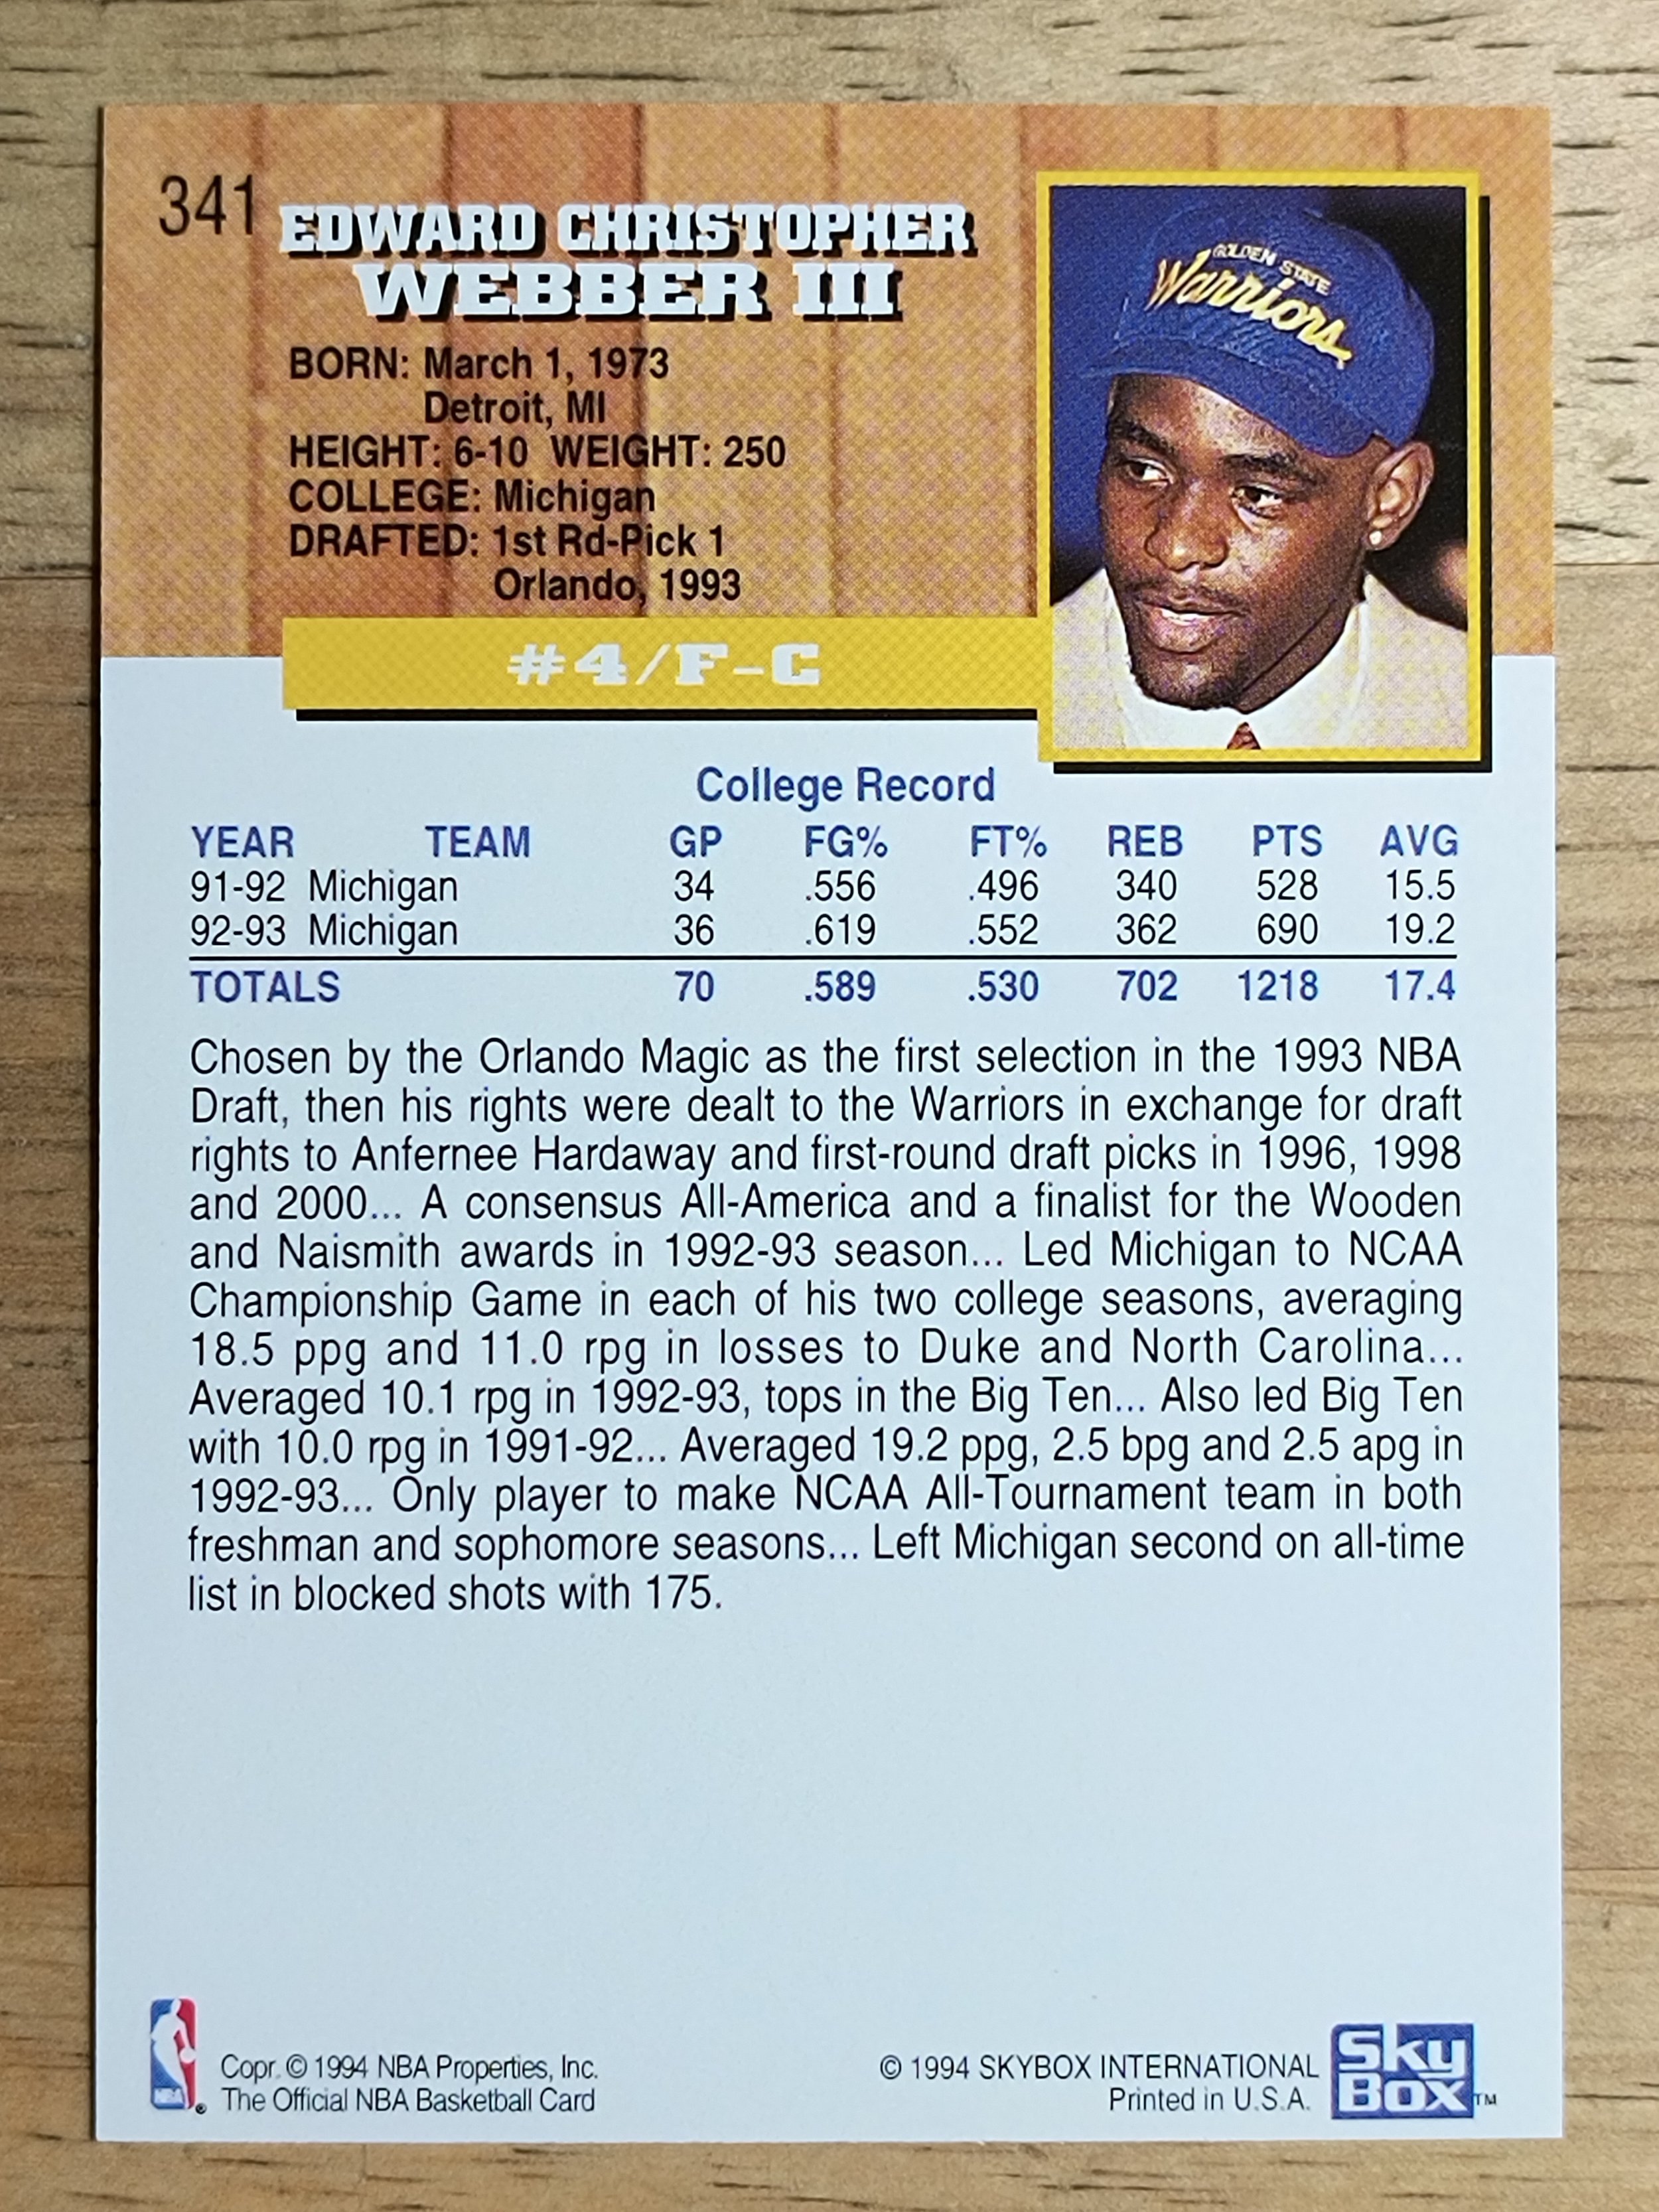 341
EDWARD CHRISTOPHER
WEBBER III
BORN: March 1, 1973
Detroit, MI
HEIGHT: 6-10 WEIGHT: 250
COLLEGE: Michigan
DRAFTED: 1st Rd-Pick 1
Orlando, 1993
#4/F-C
GOLDEN STATE
Warriors
College Record
YEAR TEAM GP FG% FT% REB PTS AVG
91-92 Michigan 34 .556 .496 340 528 15.5
92-93 Michigan 36 .619 .552 362 690 19.2
TOTALS 70 .589 .530 702 1218 17.4
Chosen by the Orlando Magic as the first selection in the 1993 NBA
Draft, then his rights were dealt to the Warriors in exchange for draft
rights to Anfernee Hardaway and first-round draft picks in 1996, 1998
and 2000... A consensus All-America and a finalist for the Wooden
and Naismith awards in 1992-93 season... Led Michigan to NCAA
Championship Game in each of his two college seasons, averaging
18.5 ppg and 11.0 rpg in losses to Duke and North Carolina...
Averaged 10.1 rpg in 1992-93, tops in the Big Ten... Also led Big Ten
with 10.0 rpg in 1991-92... Averaged 19.2 ppg, 2.5 bpg and 2.5 apg in
1992-93... Only player to make NCAA All-Tournament team in both
freshman and sophomore seasons... Left Michigan second on all-time
list in blocked shots with 175.
NBA ®
Copr. © 1994 NBA Properties, Inc.
The Official NBA Basketball Card
© 1994 SKYBOX INTERNATIONAL
Printed in U.S.A.
Sky
Box ™